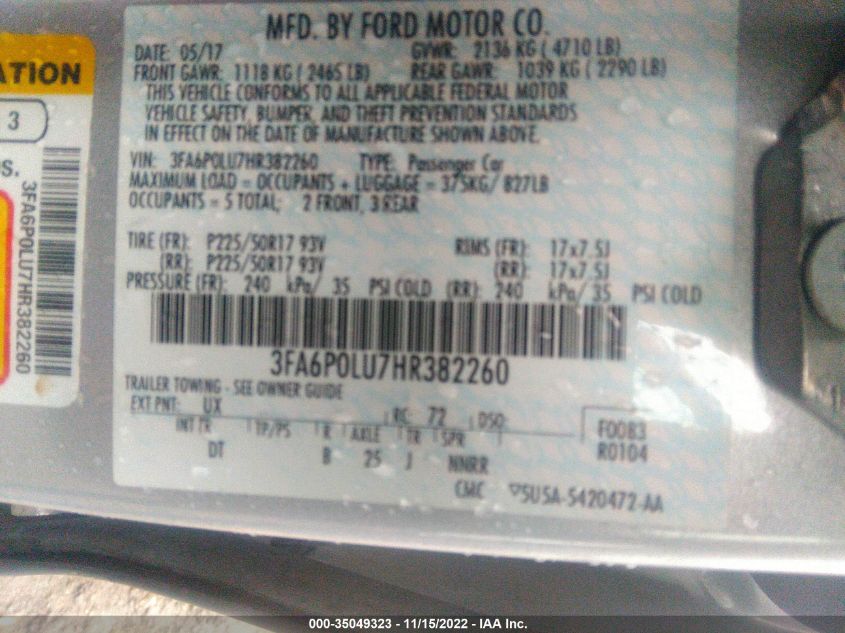 MFD. BY FORD MOTOR CO.
DATE: 05/17 GVWR: 2136 KG ( 4710 LB)
FRONT GAWR: 1118 KG ( 2465 LB) REAR GAWR: 1039 KG ( 2290 LB)
THIS VEHICLE CONFORMS TO ALL APPLICABLE FEDERAL MOTOR
VEHICLE SAFETY, BUMPER, AND THEFT PREVENTION STANDARDS
IN EFFECT ON THE DATE OF MANUFACTURE SHOWN ABOVE.
VIN: 3FA6P0LU7HR382260 TYPE: Passenger Car
MAXIMUM LOAD = OCCUPANTS + LUGGAGE = 375KG/ 827LB
OCCUPANTS = 5 TOTAL; 2 FRONT, 3 REAR
TIRE (FR): P225/50R17 93V RIMS (FR): 17x7.5J
(RR): P225/50R17 93V (RR): 17x7.5J
PRESSURE (FR): 240 kPa/ 35 PSI COLD (RR): 240 kPa/ 35 PSI COLD
3FA6P0LU7HR382260
TRAILER TOWING - SEE OWNER GUIDE
EXT PNT: UX RC: 72 DSO:
INT TR TP/PS R AXLE TR SPR F0083
DT B 25 J NNRR R0104
CMC 5U5A-5420472-AA
ATION
3
S.
3FA6P0LU7HR382260
000-35049323 - 11/15/2022 - IAA Inc.